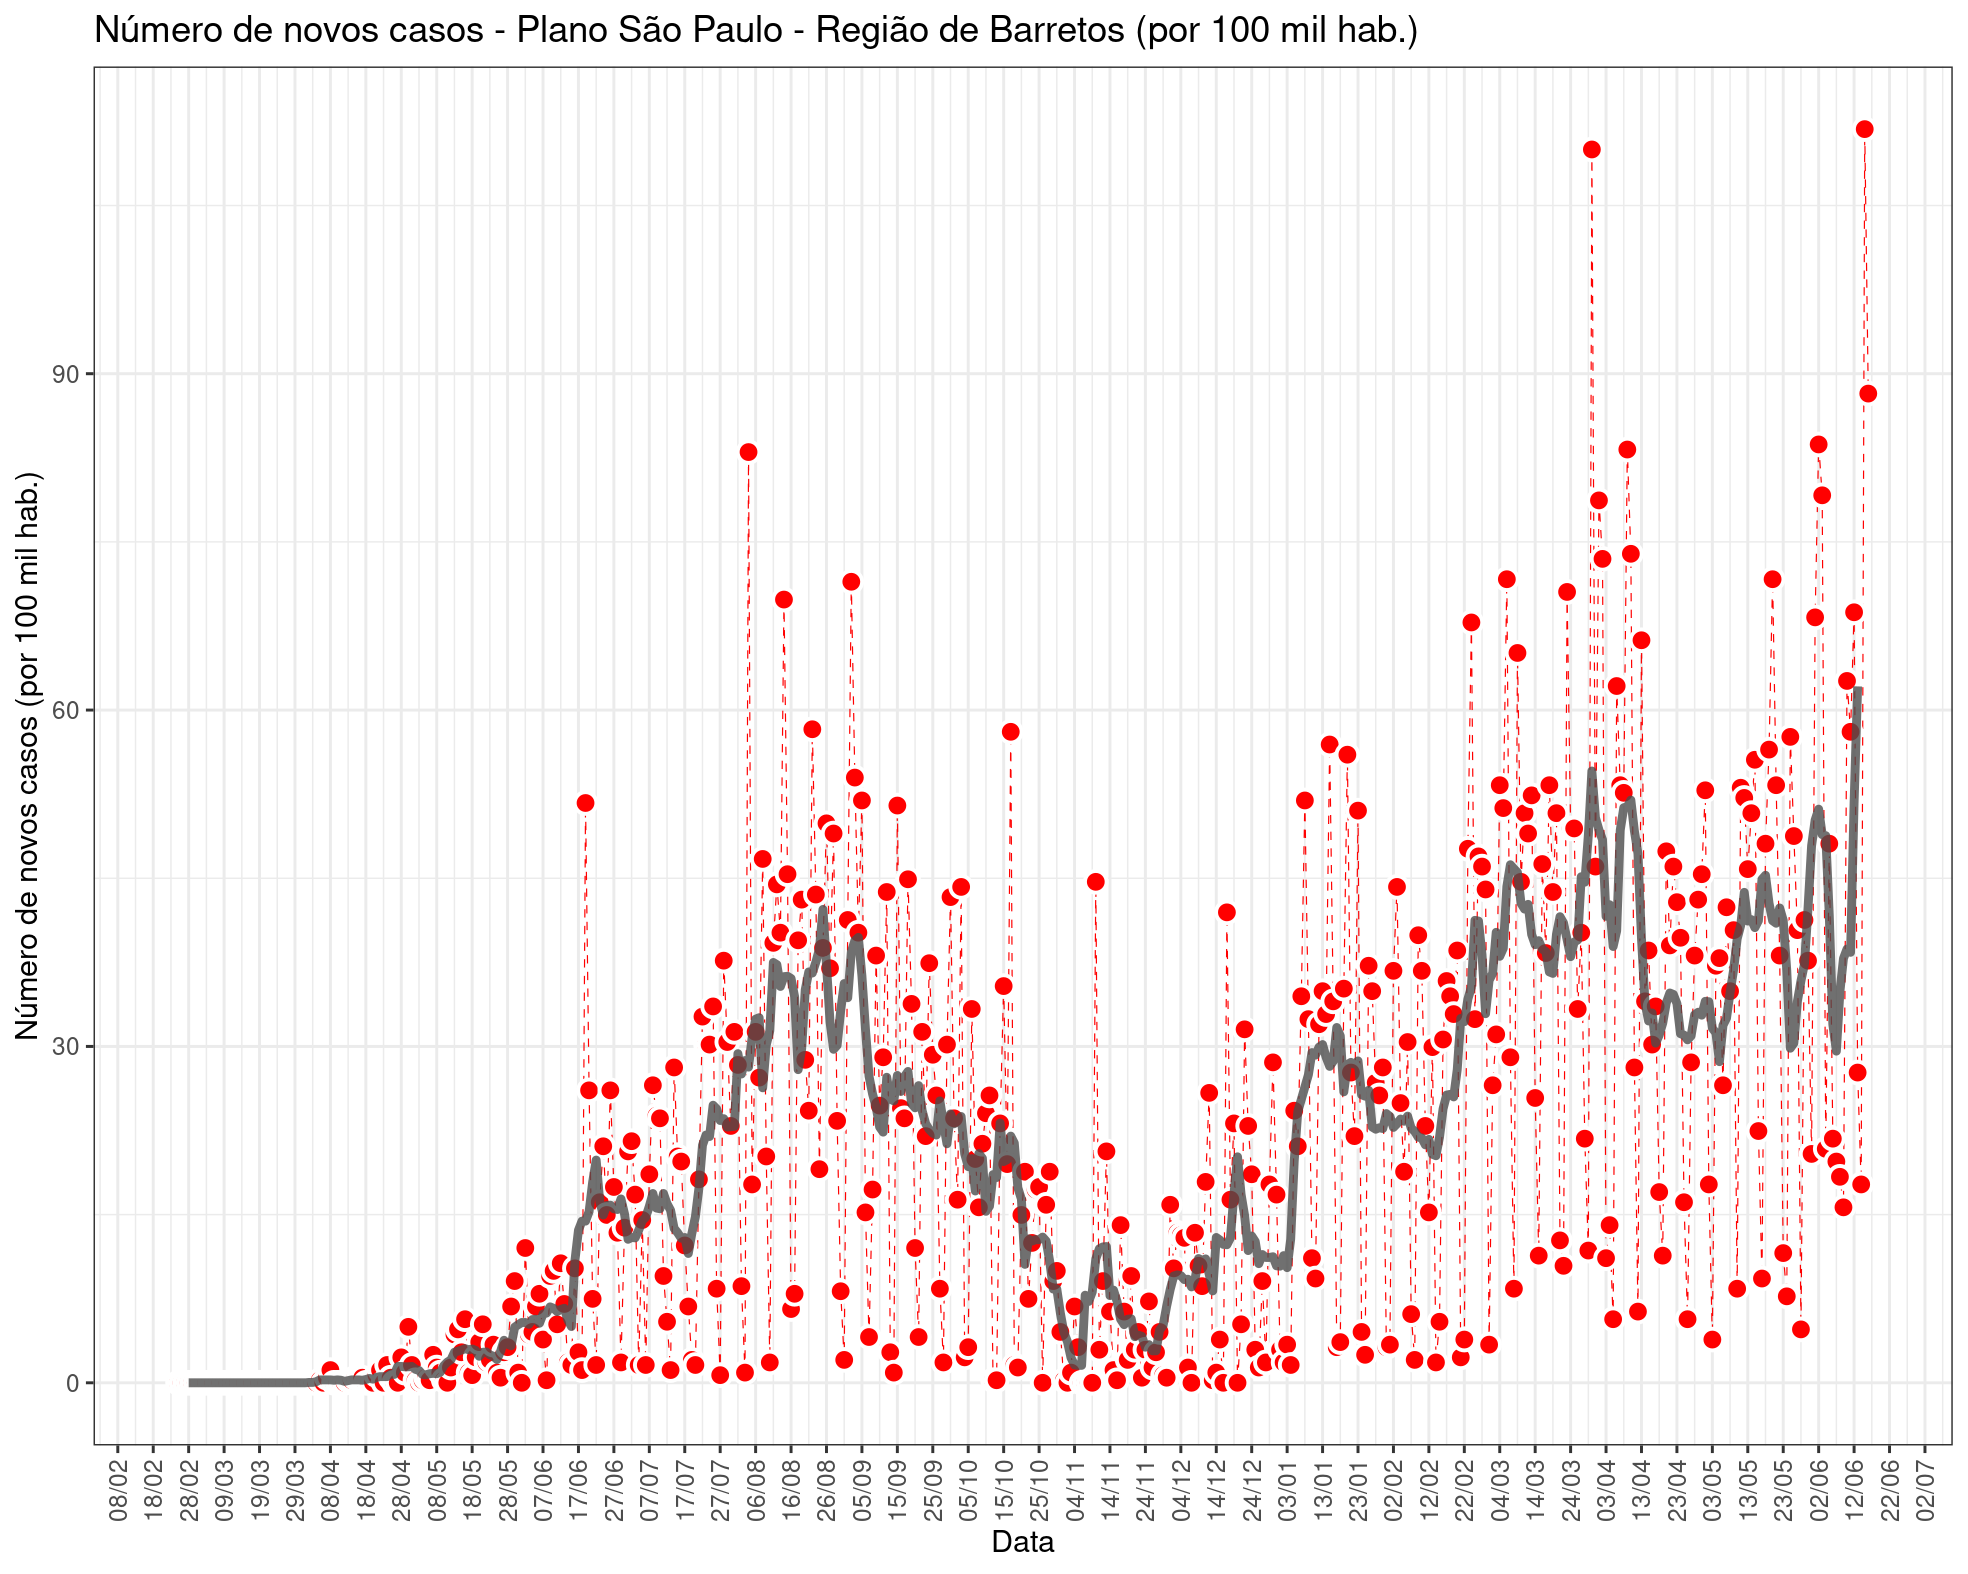 Número de novos casos - Plano São Paulo - Região de Barretos (por 100 mil hab.)
Número de novos casos (por 100 mil hab.)
90
60
30
0
08/02 18/02 28/02 09/03 19/03 29/03 08/04 18/04 28/04 08/05 18/05 28/05 07/06 17/06 27/06 07/07 17/07 27/07 06/08 16/08 26/08 05/09 15/09 25/09 05/10 15/10 25/10 04/11 14/11 24/11 04/12 14/12 24/12 03/01 13/01 23/01 02/02 12/02 22/02 04/03 14/03 24/03 03/04 13/04 23/04 03/05 13/05 23/05 02/06 12/06 22/06 02/07
Data